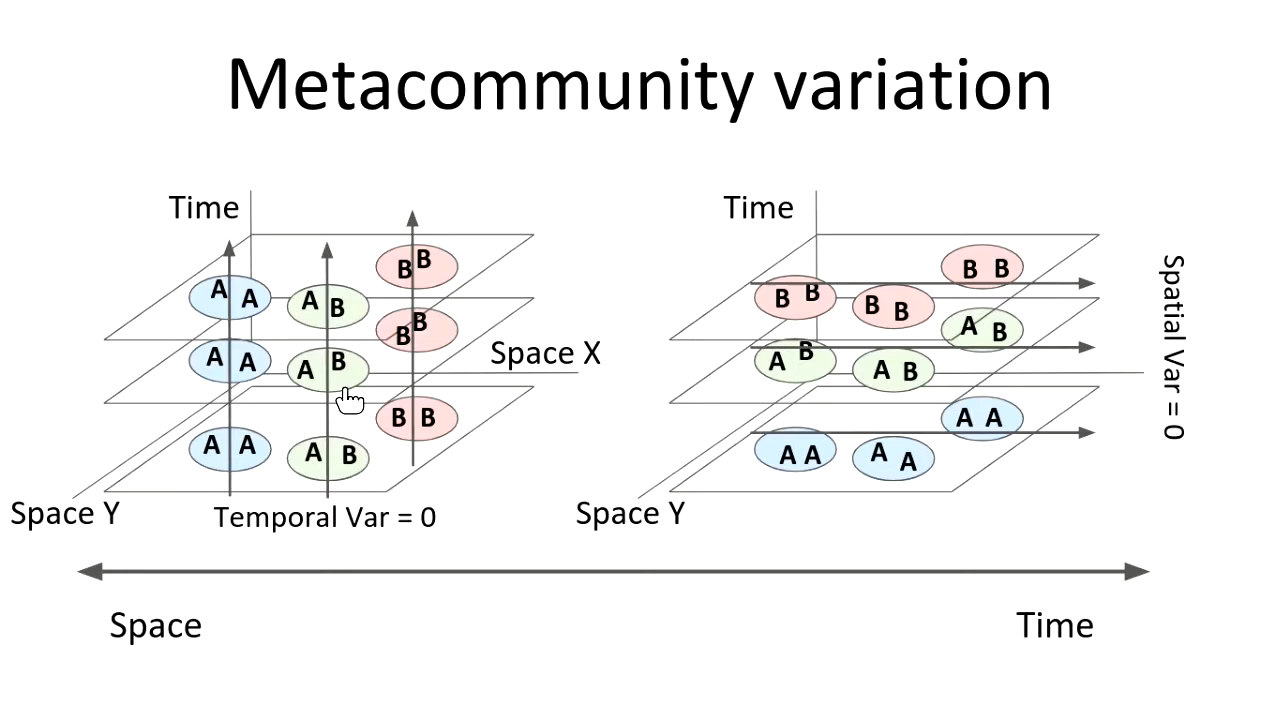 Metacommunity variation
Time
B B
A A A B
B B
A A A B
Space X
B B
A A A B
Space Y
Temporal Var = 0
Time
B B
B B B B
A B
A B A B
A A
A A A A
Space Y
Spatial Var = 0
Space Time